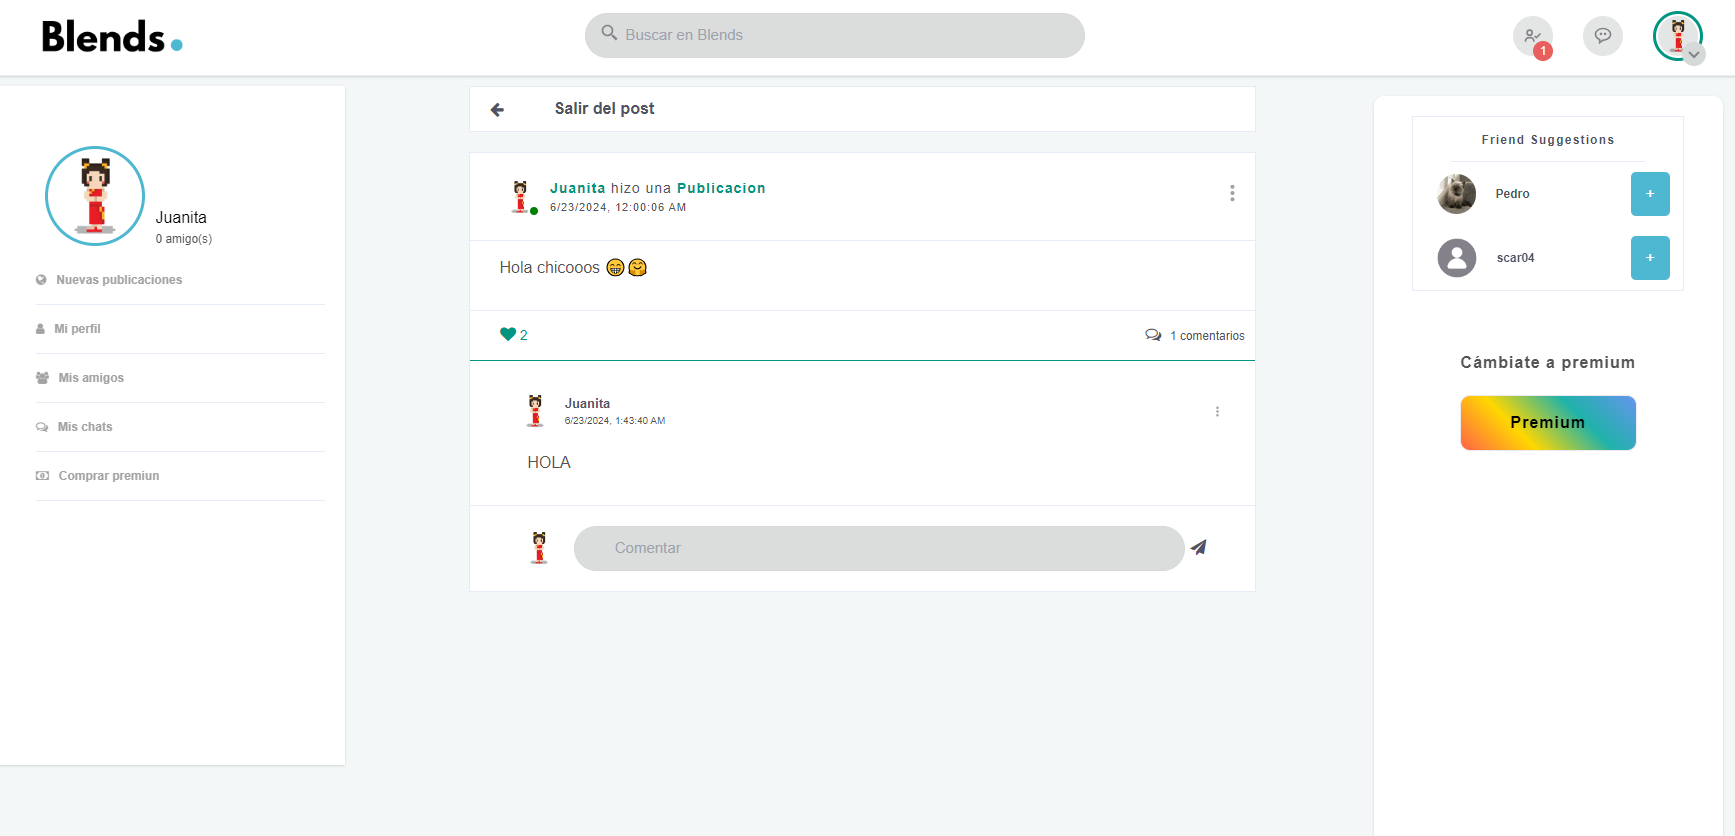 Blends.
Buscar en Blends
1
Juanita
0 amigo(s)
Nuevas publicaciones
Mi perfil
Mis amigos
Mis chats
Comprar premiun
Salir del post
Juanita hizo una Publicacion
6/23/2024, 12:00:06 AM
Hola chicooos 😁🤗
2
1 comentarios
Juanita
6/23/2024, 1:43:40 AM
HOLA
Comentar
Friend Suggestions
Pedro
+
scar04
+
Cámbiate a premium
Premium